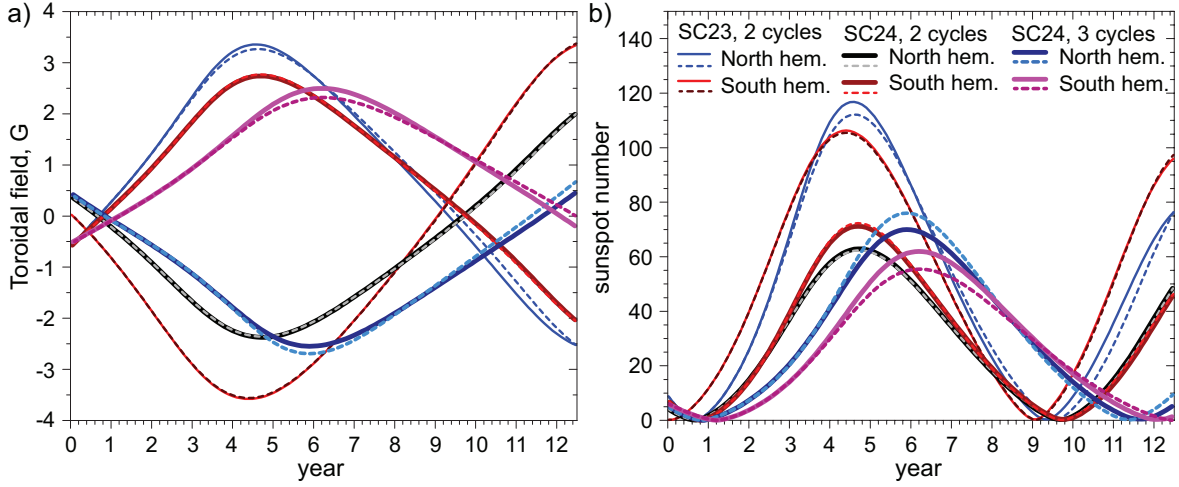 a)
Toroidal field, G
4
3
2
1
0
-1
-2
-3
-4
0 1 2 3 4 5 6 7 8 9 10 11 12
year
b)
sunspot number
140
120
100
80
60
40
20
0
0 1 2 3 4 5 6 7 8 9 10 11 12
year
SC23, 2 cycles SC24, 2 cycles SC24, 3 cycles
North hem. North hem. North hem.
South hem. South hem. South hem.